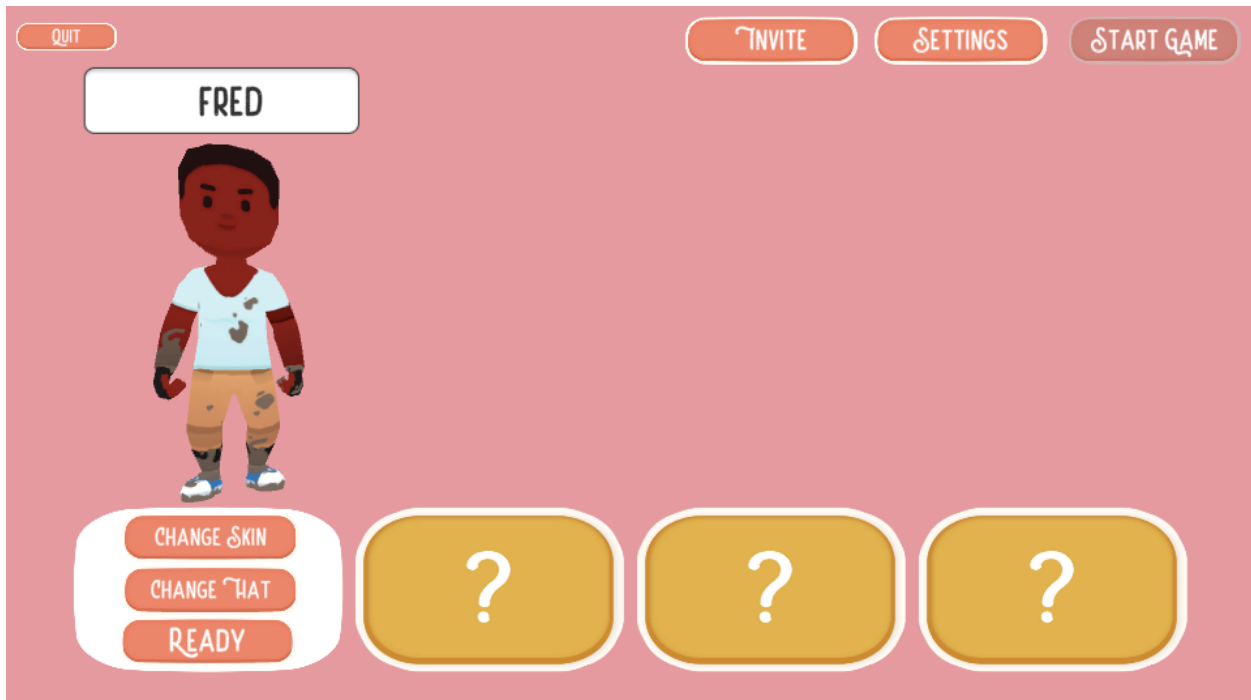 QUIT
INVITE
SETTINGS
START GAME
FRED
CHANGE SKIN
CHANGE HAT
READY
?
?
?